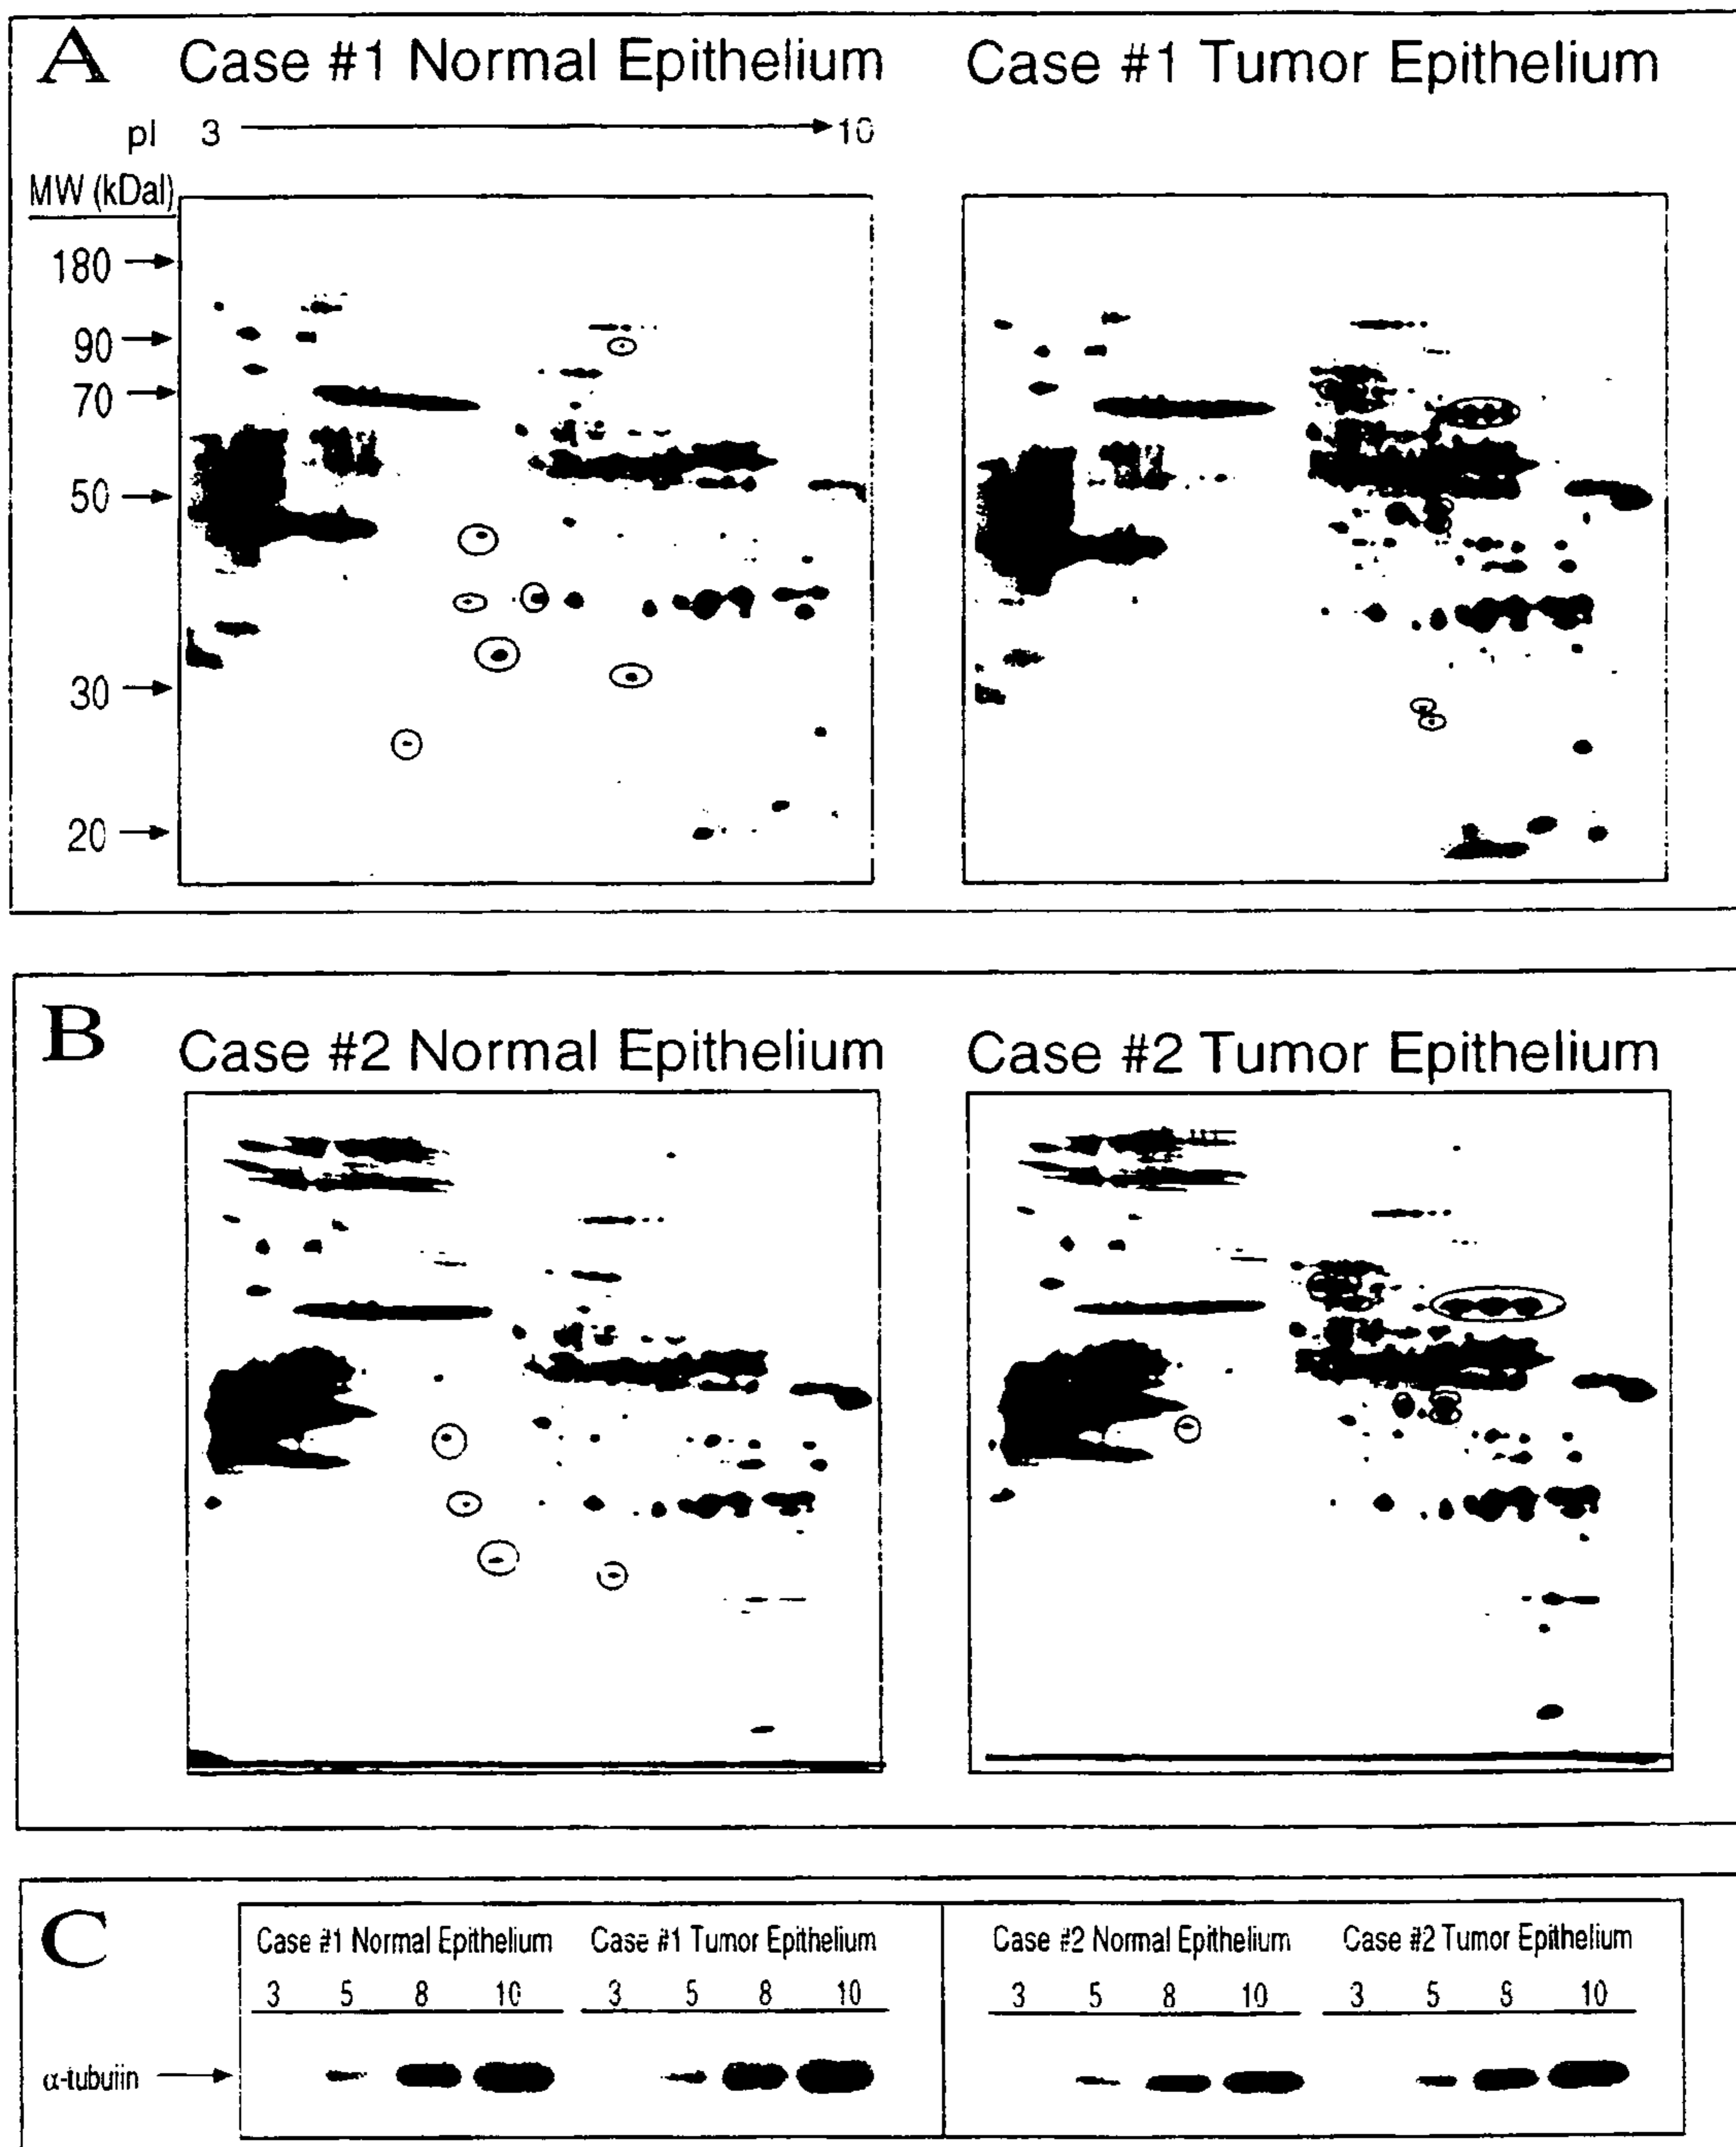 A Case #1 Normal Epithelium Case #1 Tumor Epithelium
pI 3 10
MW (kDal)
180
90
70
50
30
20
B
Case #2 Normal Epithelium Case #2 Tumor Epithelium
C
Case #1 Normal Epithelium Case #1 Tumor Epithelium Case #2 Normal Epithelium Case #2 Tumor Epithelium
3 5 8 10 3 5 8 10 3 5 8 10 3 5 8 10
α-tubulin